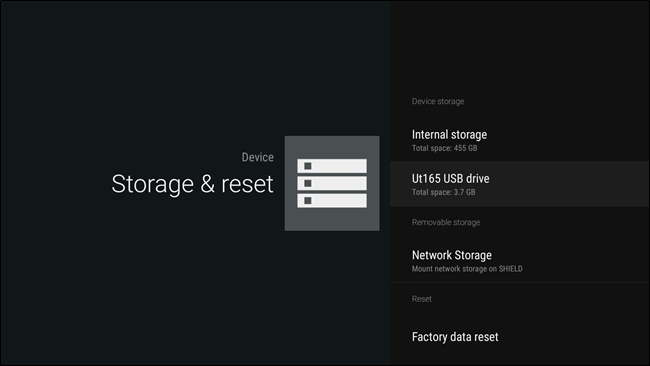 Device
Storage & reset
Device storage
Internal storage
Total space: 455 GB
Ut165 USB drive
Total space: 3.7 GB
Removable storage
Network Storage
Mount network storage on SHIELD
Reset
Factory data reset